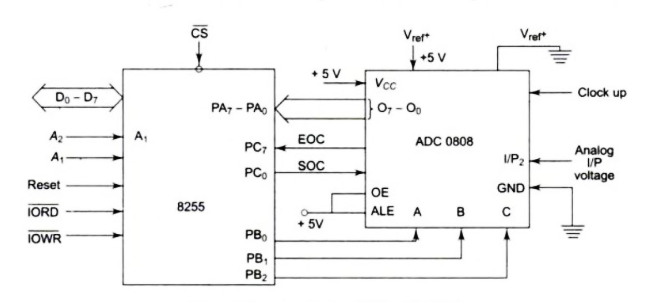 CS
Vref+
Vref+
+5 V
+ 5 V
VCC
D0 – D7
PA7 – PA0
O7 – O0
Clock up
A2
A1
A1
PC7
EOC
ADC 0808
Analog
I/P
voltage
I/P2
PC0
SOC
GND
Reset
OE
IORD
8255
ALE
A
B
C
+ 5V
IOWR
PB0
PB1
PB2